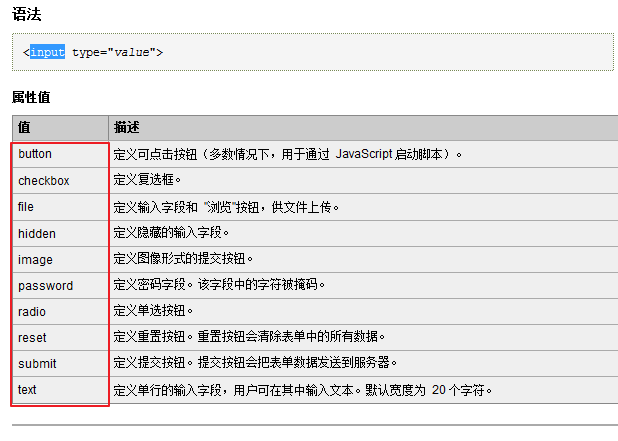 语法
<input type="value">
属性值
值 描述
button 定义可点击按钮（多数情况下，用于通过 JavaScript 启动脚本）。
checkbox 定义复选框。
file 定义输入字段和 "浏览"按钮，供文件上传。
hidden 定义隐藏的输入字段。
image 定义图像形式的提交按钮。
password 定义密码字段。该字段中的字符被掩码。
radio 定义单选按钮。
reset 定义重置按钮。重置按钮会清除表单中的所有数据。
submit 定义提交按钮。提交按钮会把表单数据发送到服务器。
text 定义单行的输入字段，用户可在其中输入文本。默认宽度为 20 个字符。